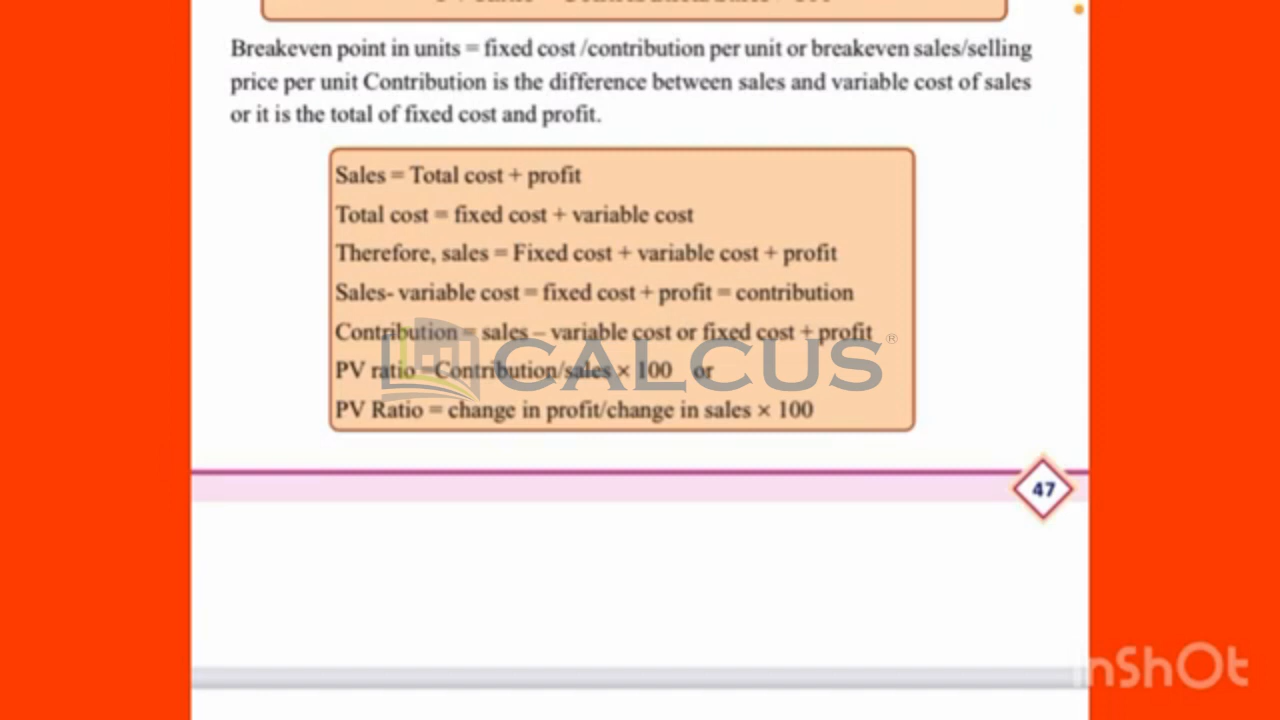 Breakeven point in units = fixed cost /contribution per unit or breakeven sales/selling
price per unit Contribution is the difference between sales and variable cost of sales
or it is the total of fixed cost and profit.
Sales = Total cost + profit
Total cost = fixed cost + variable cost
Therefore, sales = Fixed cost + variable cost + profit
Sales- variable cost = fixed cost + profit = contribution
Contribution = sales – variable cost or fixed cost + profit
CALCUS®
PV ratio =Contribution/sales × 100 or
PV Ratio = change in profit/change in sales × 100
47
InShOt